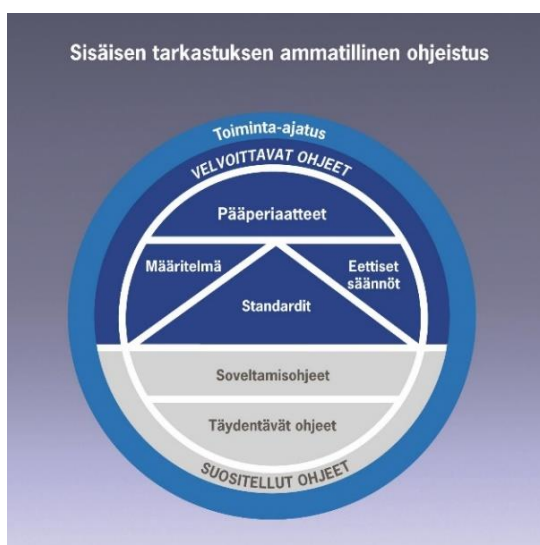 Sisäisen tarkastuksen ammatillinen ohjeistus
Toiminta-ajatus
VELVOITTAVAT OHJEET
Pääperiaatteet
Määritelmä
Eettiset
säännöt
Standardit
Soveltamisohjeet
Täydentävät ohjeet
SUOSITELLUT OHJEET